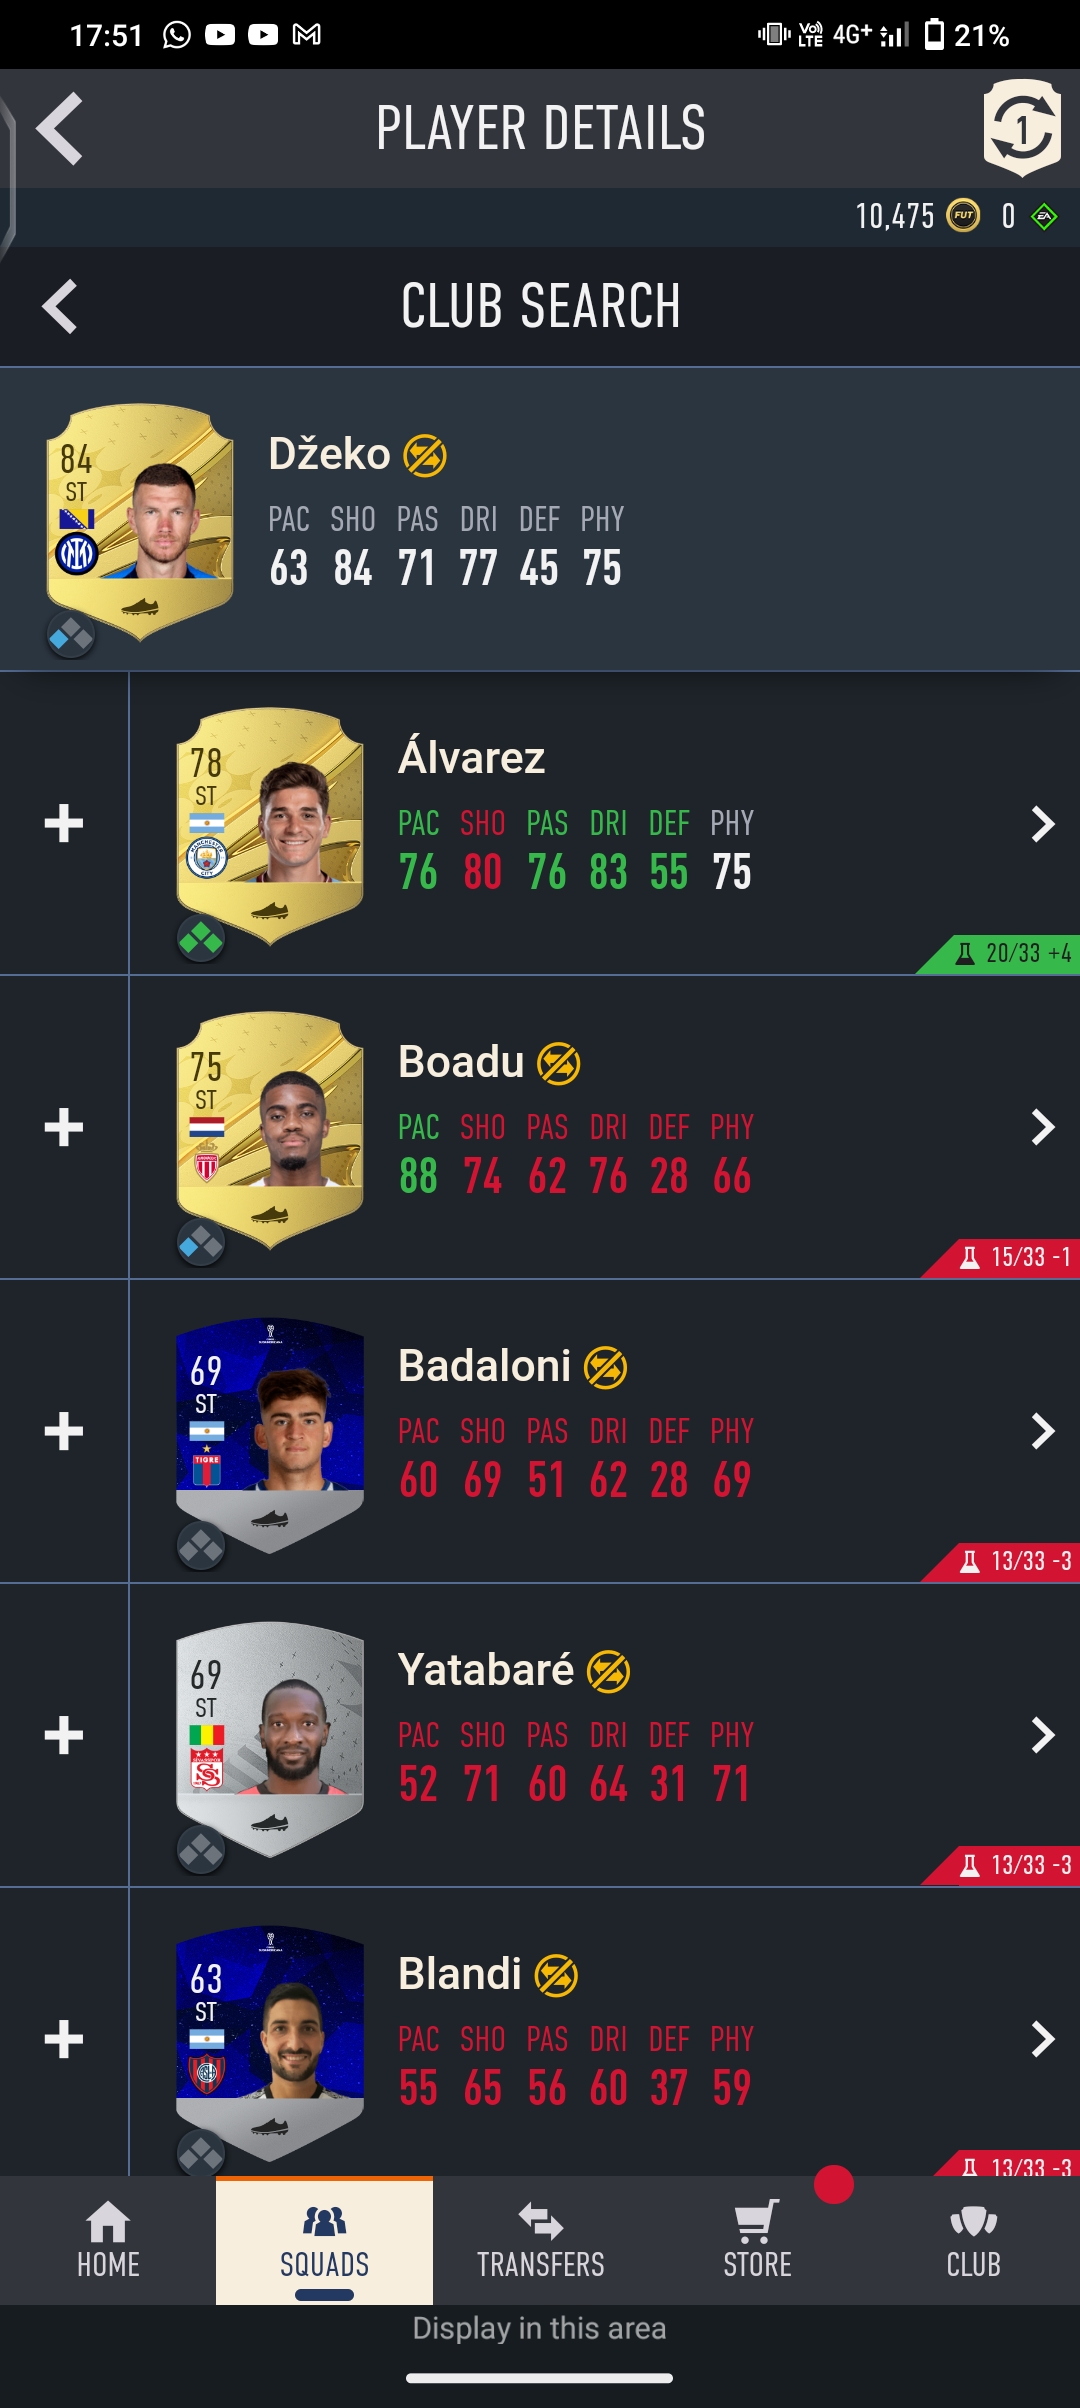 17:51 Vo) LTE 4G+ 21%
PLAYER DETAILS 1
10,475 FUT 0 EA
CLUB SEARCH
84
ST
Džeko
PAC SHO PAS DRI DEF PHY
63 84 71 77 45 75
78
ST
MANCHESTER CITY
Álvarez
PAC SHO PAS DRI DEF PHY
76 80 76 83 55 75
20/33 +4
75
ST
Boadu
PAC SHO PAS DRI DEF PHY
88 74 62 76 28 66
15/33 -1
69
ST
TIGRE
Badaloni
PAC SHO PAS DRI DEF PHY
60 69 51 62 28 69
13/33 -3
69
ST
Yatabaré
PAC SHO PAS DRI DEF PHY
52 71 60 64 31 71
13/33 -3
63
ST
Blandi
PAC SHO PAS DRI DEF PHY
55 65 56 60 37 59
13/33 -3
HOME SQUADS TRANSFERS STORE CLUB
Display in this area